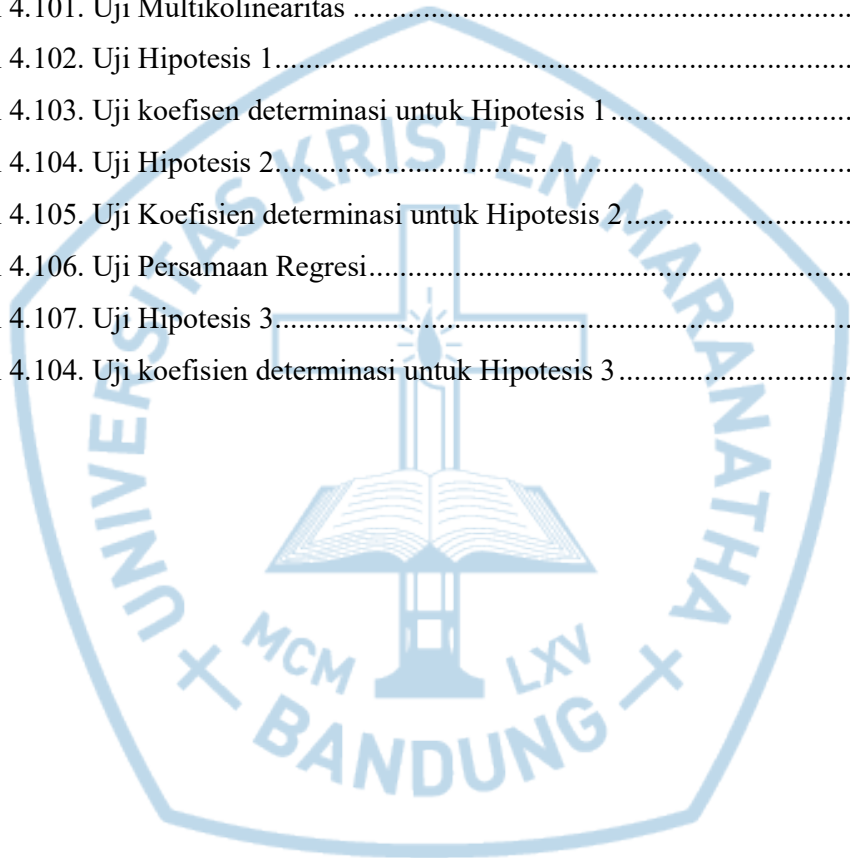 4.101. Uji Multikolinearitas ........................................................................
4.102. Uji Hipotesis 1....................................................................................
4.103. Uji koefisen determinasi untuk Hipotesis 1 ...................................
4.104. Uji Hipotesis 2....................................................................................
4.105. Uji Koefisien determinasi untuk Hipotesis 2.................................
4.106. Uji Persamaan Regresi.......................................................................
4.107. Uji Hipotesis 3....................................................................................
4.104. Uji koefisien determinasi untuk Hipotesis 3 ..................................
UNIVERSITAS KRISTEN MARANATHA
MCM LXV
BANDUNG